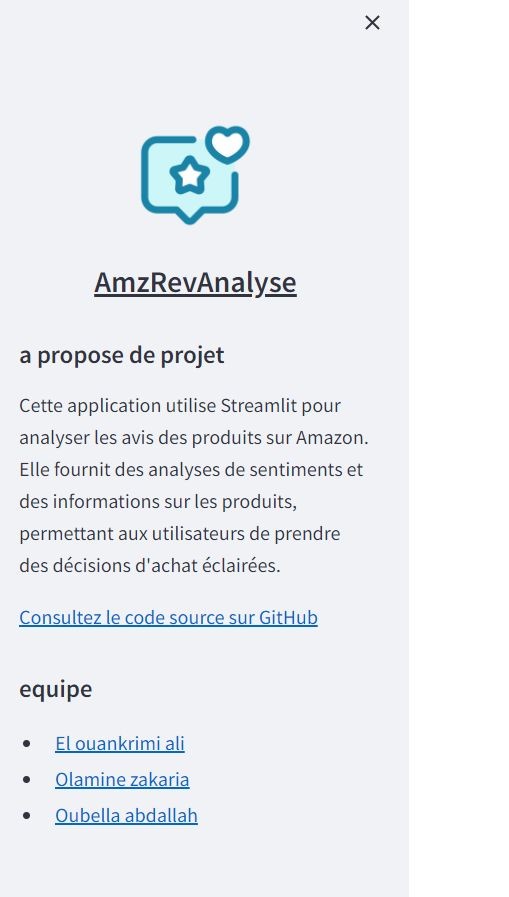 AmzRevAnalyse
a propose de projet
Cette application utilise Streamlit pour
analyser les avis des produits sur Amazon.
Elle fournit des analyses de sentiments et
des informations sur les produits,
permettant aux utilisateurs de prendre
des décisions d'achat éclairées.
Consultez le code source sur GitHub
equipe
El ouankrimi ali
Olamine zakaria
Oubella abdallah